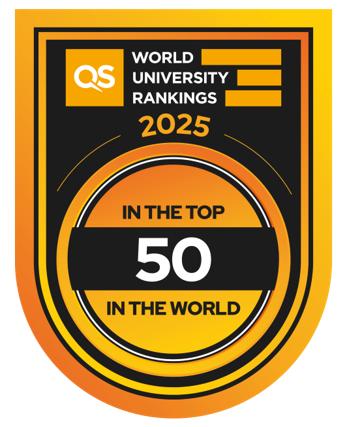 QS
WORLD
UNIVERSITY
RANKINGS
2025
IN THE TOP
50
IN THE WORLD